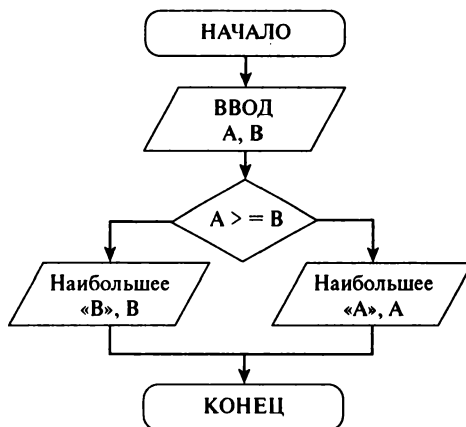 НАЧАЛО
ВВОД
А, В
А > = В
Наибольшее
«В», В
Наибольшее
«А», А
КОНЕЦ